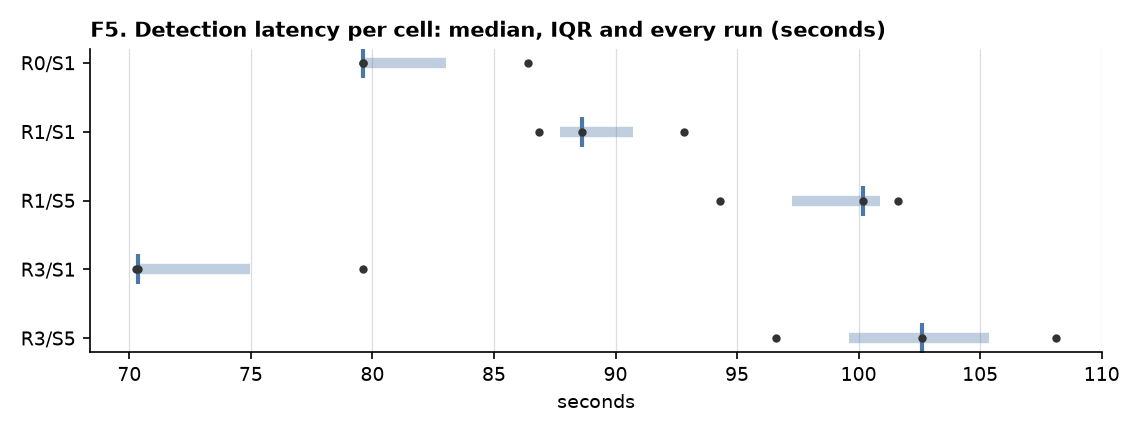 F5. Detection latency per cell: median, IQR and every run (seconds)
R0/S1
R1/S1
R1/S5
R3/S1
R3/S5
70 75 80 85 90 95 100 105 110
seconds